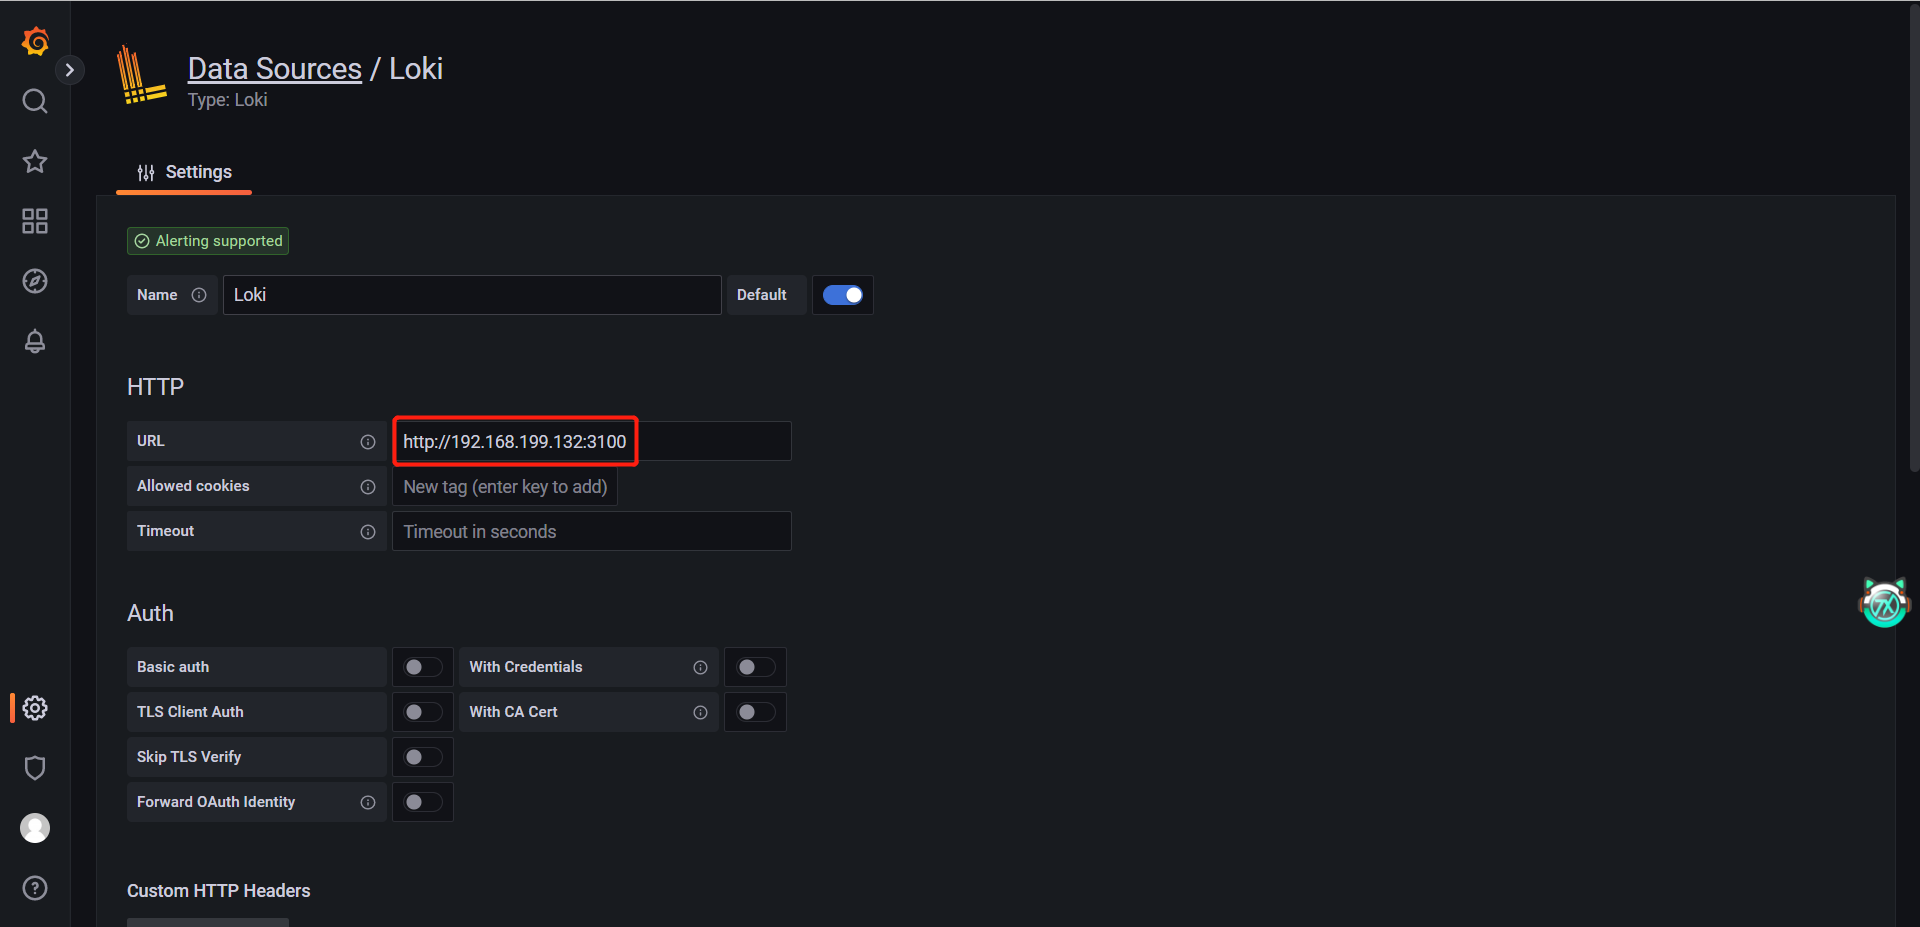 Data Sources / Loki
Type: Loki
Settings
Alerting supported
Name Loki Default
HTTP
URL http://192.168.199.132:3100
Allowed cookies New tag (enter key to add)
Timeout Timeout in seconds
Auth
Basic auth With Credentials
TLS Client Auth With CA Cert
Skip TLS Verify
Forward OAuth Identity
Custom HTTP Headers